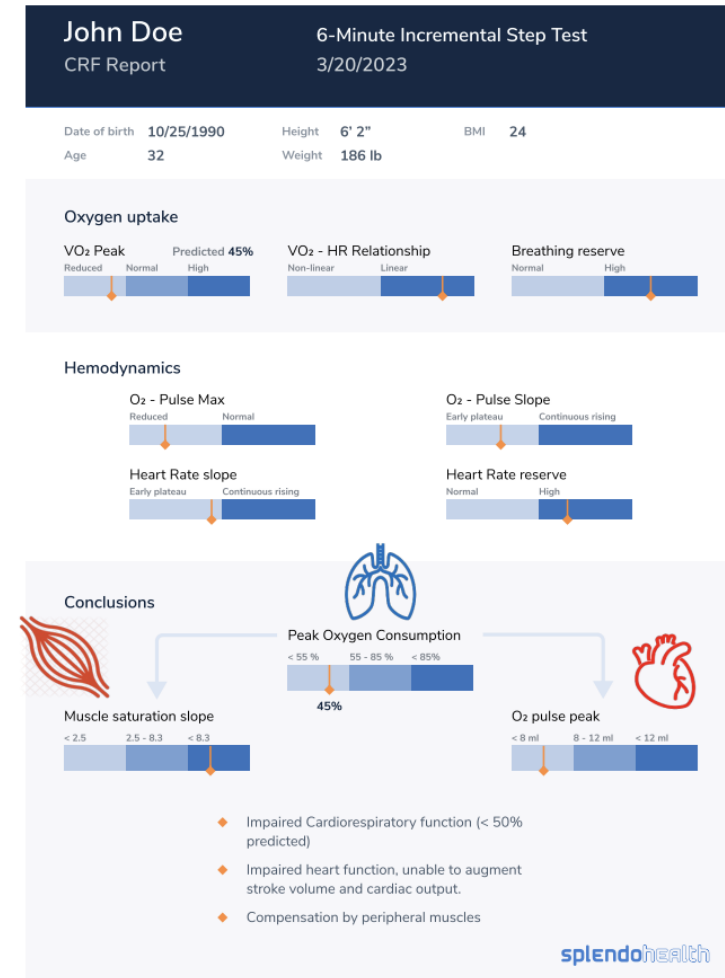 John Doe
6-Minute Incremental Step Test
CRF Report
3/20/2023
Date of birth 10/25/1990 Height 6’ 2” BMI 24
Age 32 Weight 186 lb
Oxygen uptake
VO₂ Peak Predicted 45%
Reduced Normal High
VO₂ - HR Relationship
Non-linear Linear
Breathing reserve
Normal High
Hemodynamics
O₂ - Pulse Max
Reduced Normal
O₂ - Pulse Slope
Early plateau Continuous rising
Heart Rate slope
Early plateau Continuous rising
Heart Rate reserve
Normal High
Conclusions
Peak Oxygen Consumption
< 55 % 55 - 85 % < 85%
45%
Muscle saturation slope
< 2.5 2.5 - 8.3 < 8.3
O₂ pulse peak
< 8 ml 8 - 12 ml < 12 ml
Impaired Cardiorespiratory function (< 50%
predicted)
Impaired heart function, unable to augment
stroke volume and cardiac output.
Compensation by peripheral muscles
splendohealth